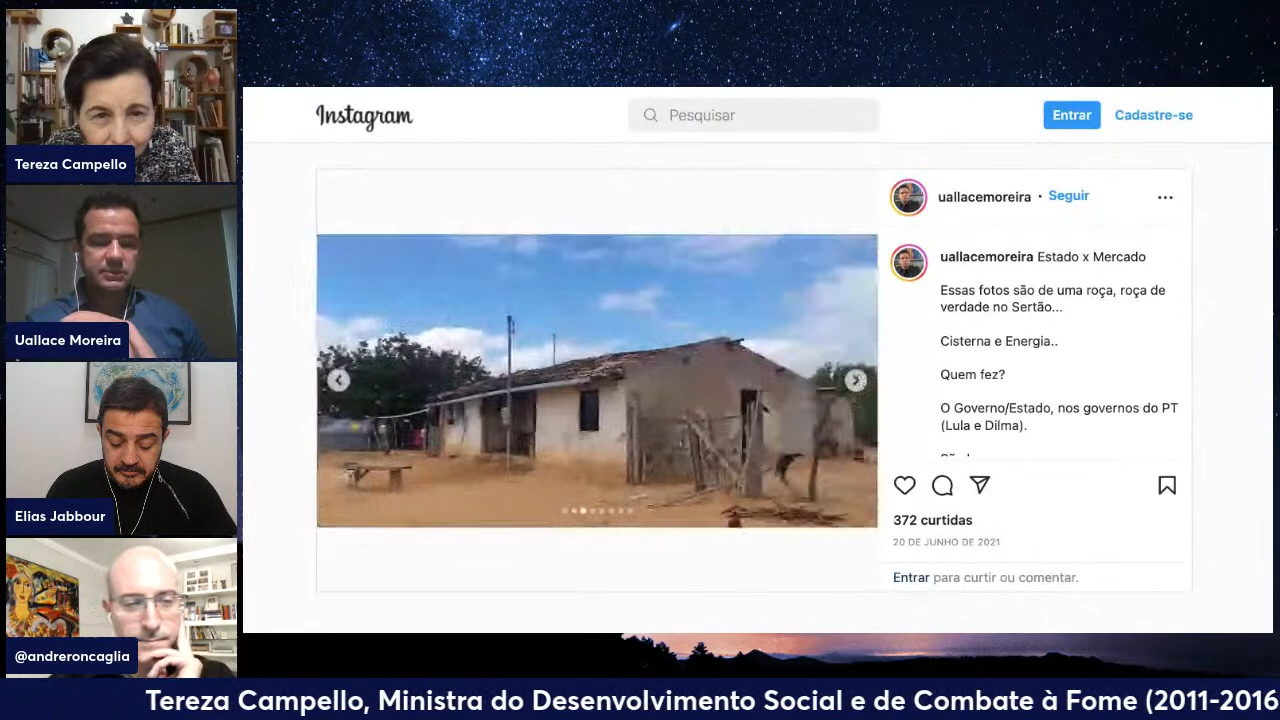 Tereza Campello
Uallace Moreira
Elias Jabbour
@andreroncaglia
Instagram
Pesquisar
Entrar
Cadastre-se
uallacemoreira • Seguir
uallacemoreira Estado x Mercado
Essas fotos são de uma roça, roça de
verdade no Sertão...
Cisterna e Energia..
Quem fez?
O Governo/Estado, nos governos do PT
(Lula e Dilma).
372 curtidas
20 DE JUNHO DE 2021
Entrar para curtir ou comentar.
Tereza Campello, Ministra do Desenvolvimento Social e de Combate à Fome (2011-2016